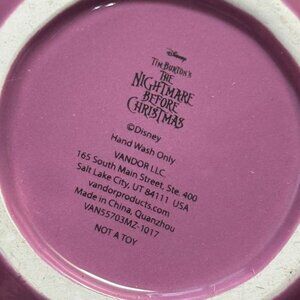 Disney
TIM BURTON'S
THE
NIGHTMARE
BEFORE
CHRISTMAS
©Disney
Hand Wash Only
VANDOR LLC.
165 South Main Street, Ste. 400
Salt Lake City, UT 84111 USA
vandorproducts.com
Made in China, Quanzhou
VAN55703MZ-1017
NOT A TOY